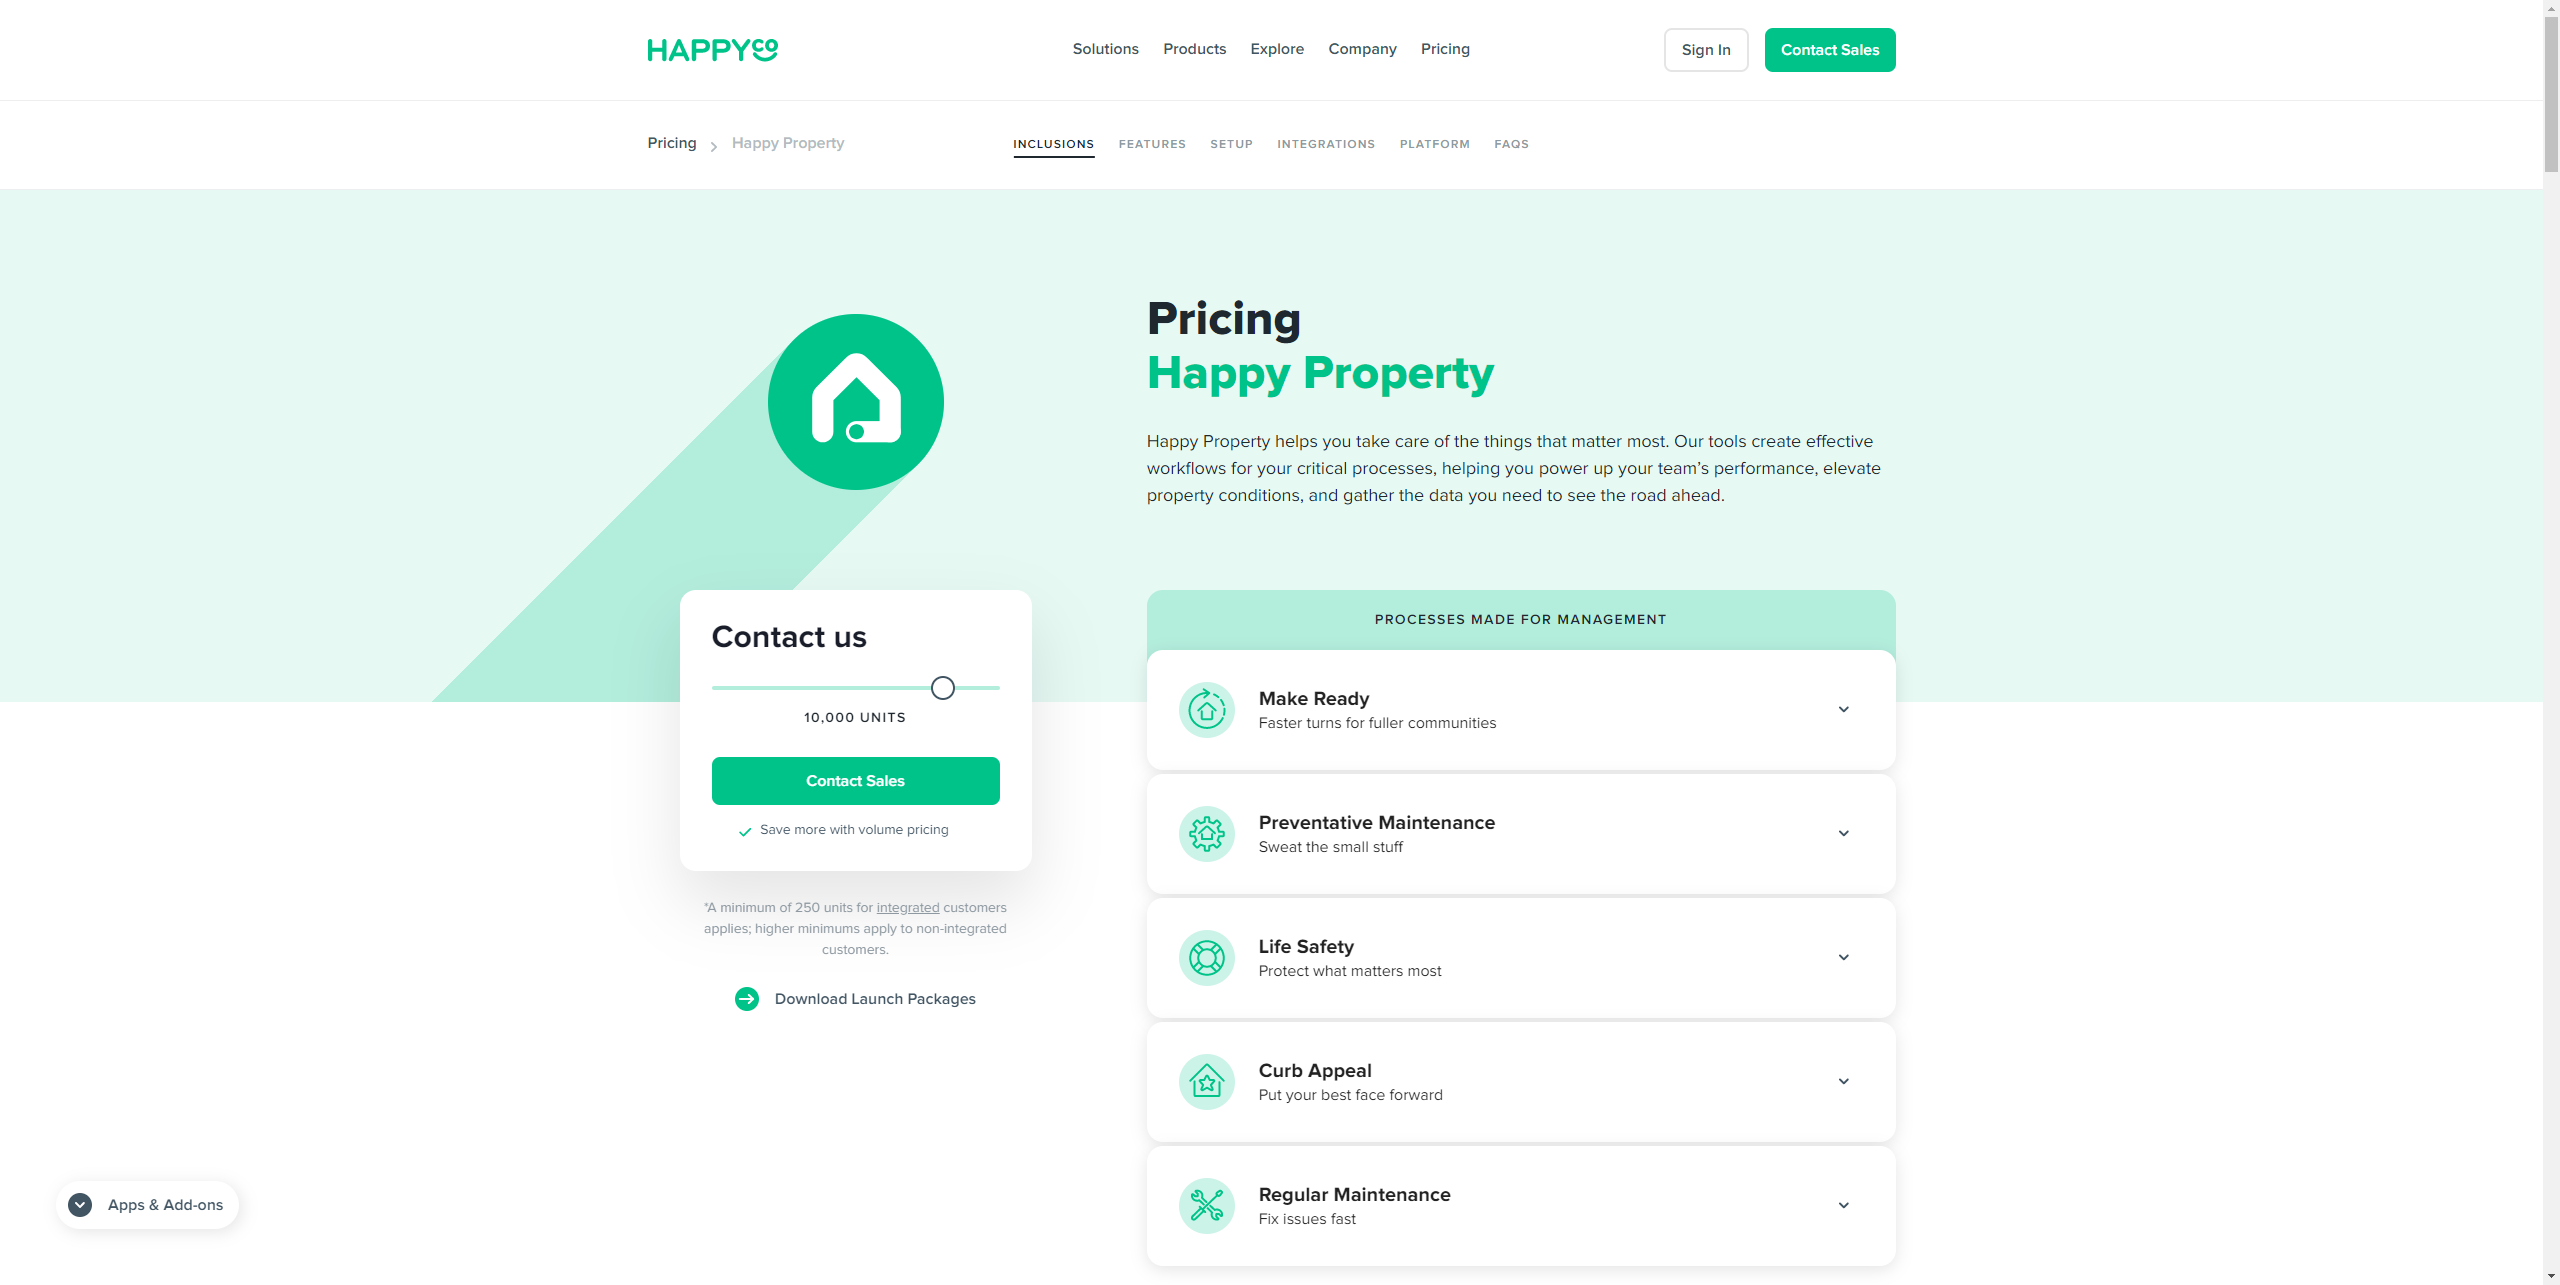 HAPPYCO
Solutions Products Explore Company Pricing
Sign In
Contact Sales
Pricing
Happy Property
INCLUSIONS FEATURES SETUP INTEGRATIONS PLATFORM FAQS
Pricing
Happy Property
Happy Property helps you take care of the things that matter most. Our tools create effective
workflows for your critical processes, helping you power up your team’s performance, elevate
property conditions, and gather the data you need to see the road ahead.
Contact us
10,000 UNITS
Contact Sales
Save more with volume pricing
*A minimum of 250 units for integrated customers
applies; higher minimums apply to non-integrated
customers.
Download Launch Packages
PROCESSES MADE FOR MANAGEMENT
Make Ready
Faster turns for fuller communities
Preventative Maintenance
Sweat the small stuff
Life Safety
Protect what matters most
Curb Appeal
Put your best face forward
Regular Maintenance
Fix issues fast
Apps & Add-ons